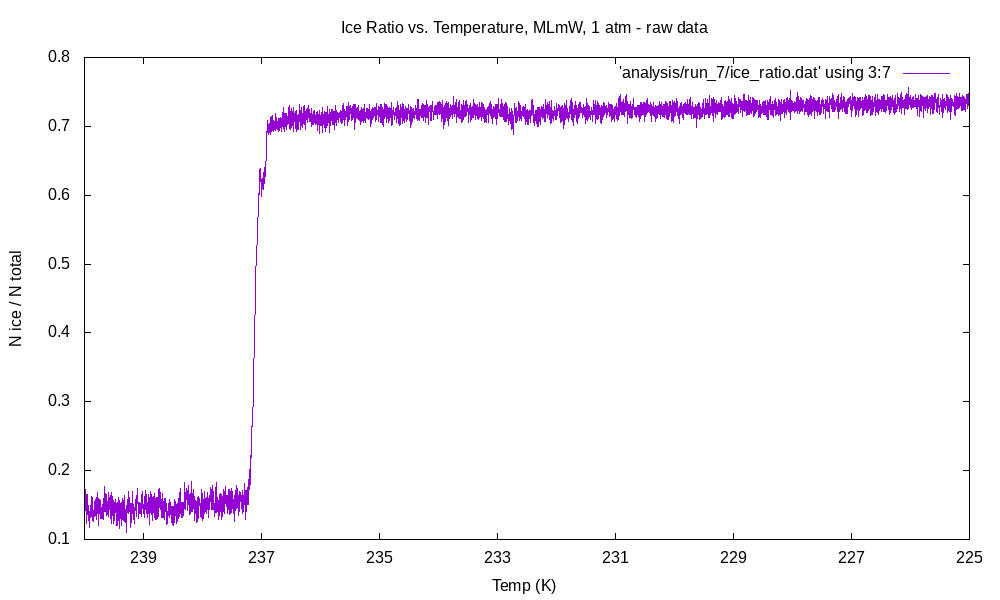 Ice Ratio vs. Temperature, MLmW, 1 atm - raw data
'analysis/run_7/ice_ratio.dat' using 3:7
0.8
0.7
0.6
0.5
0.4
0.3
0.2
0.1
N ice / N total
239 237 235 233 231 229 227 225
Temp (K)